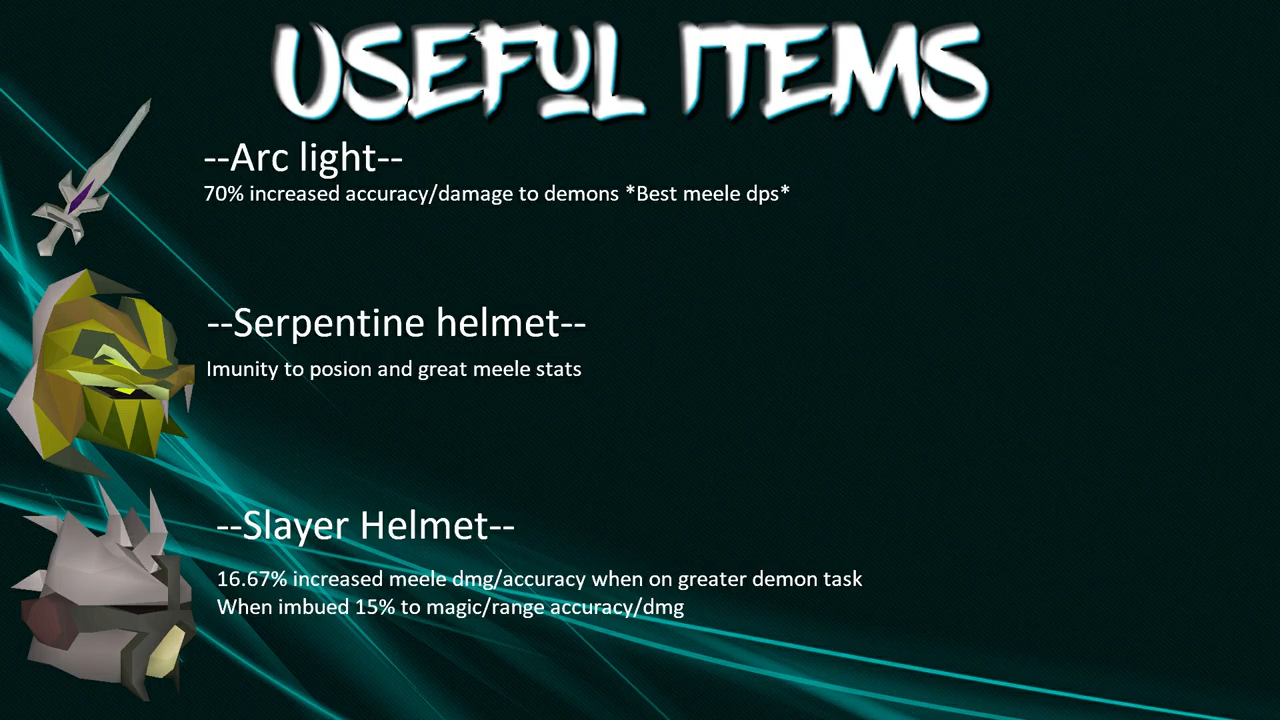 USEFUL ITEMS
--Arc light--
70% increased accuracy/damage to demons *Best meele dps*
--Serpentine helmet--
Imunity to posion and great meele stats
--Slayer Helmet--
16.67% increased meele dmg/accuracy when on greater demon task
When imbued 15% to magic/range accuracy/dmg